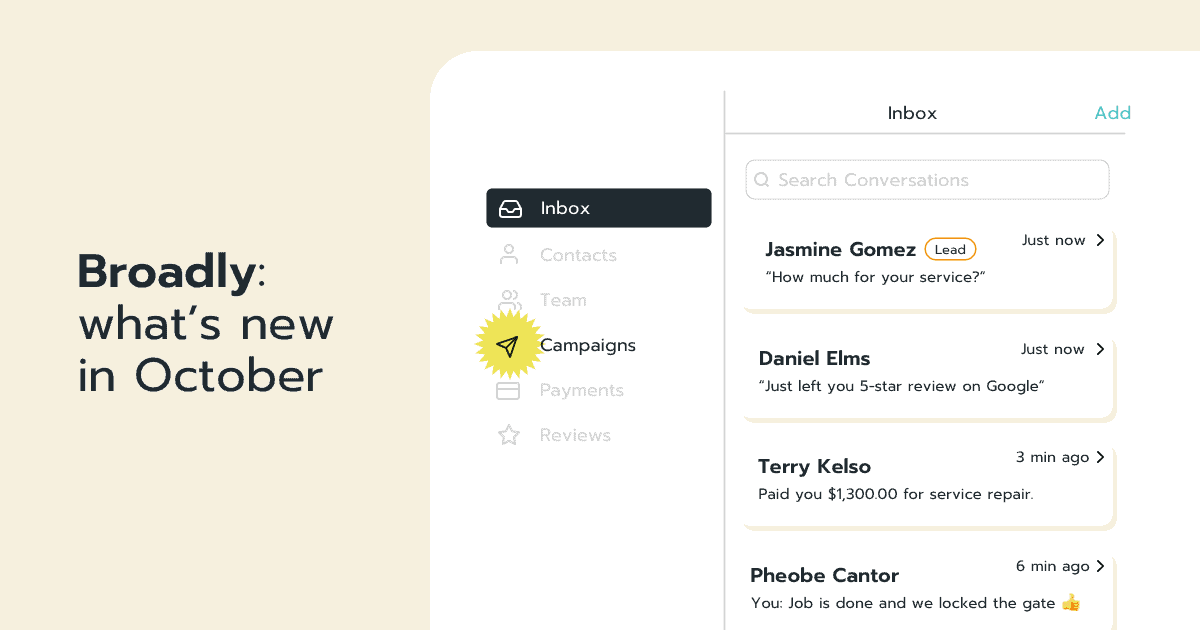 Broadly:
what's new
in October
Inbox
Contacts
Team
Campaigns
Payments
Reviews
Inbox
Add
Search Conversations
Jasmine Gomez
Lead
Just now
“How much for your service?”
Daniel Elms
Just now
“Just left you 5-star review on Google”
Terry Kelso
3 min ago
Paid you $1,300.00 for service repair.
Pheobe Cantor
6 min ago
You: Job is done and we locked the gate 👍